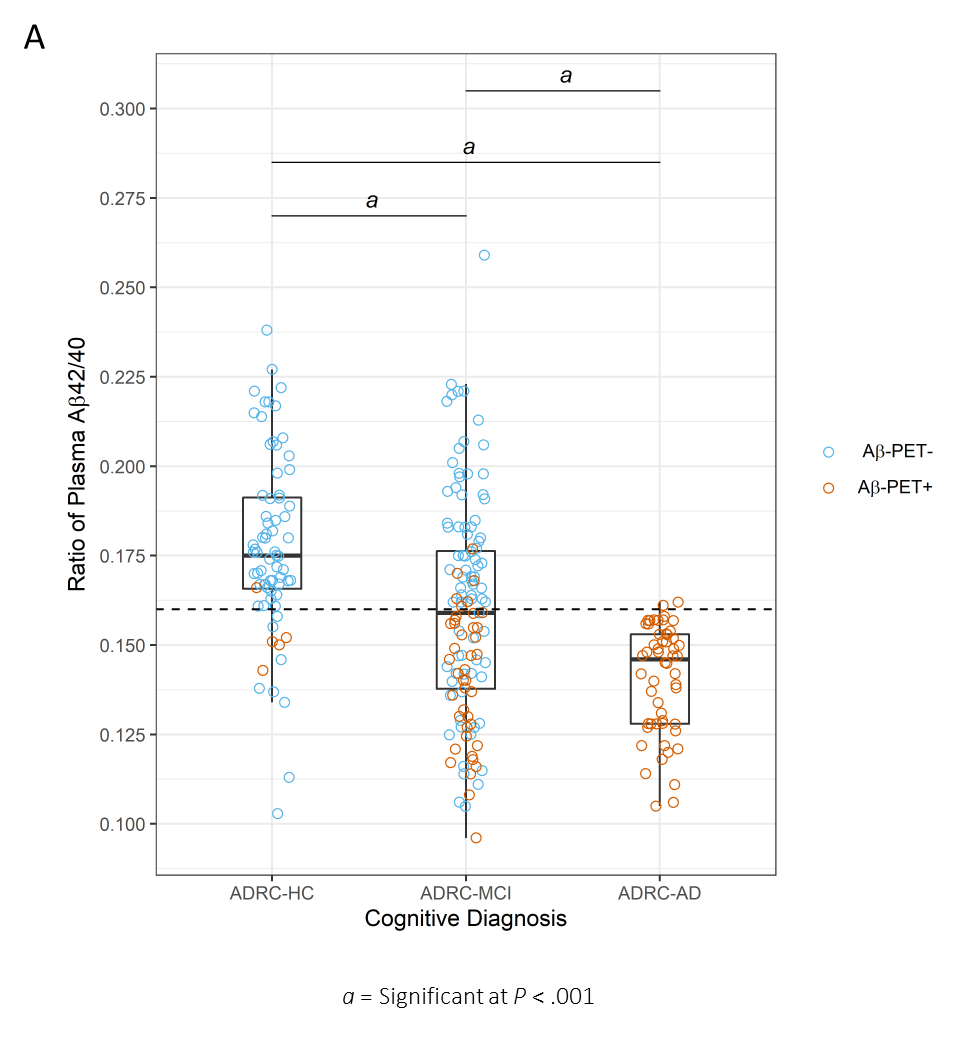 A
a
a
a
0.300
0.275
0.250
0.225
0.200
0.175
0.150
0.125
0.100
Ratio of Plasma Aβ42/40
Aβ-PET-
Aβ-PET+
ADRC-HC ADRC-MCI ADRC-AD
Cognitive Diagnosis
a = Significant at P < .001